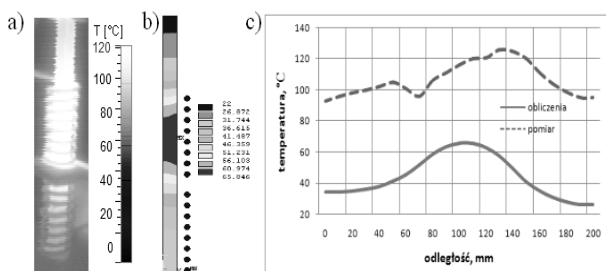 a)
T [°C]
120
100
80
60
40
20
0
b)
22
26.872
31.744
36.615
41.487
46.359
51.231
56.103
60.974
65.846
c)
140
120
100
80
60
40
20
temperatura, °C
obliczenia
pomiar
0 20 40 60 80 100 120 140 160 180 200
odległość, mm